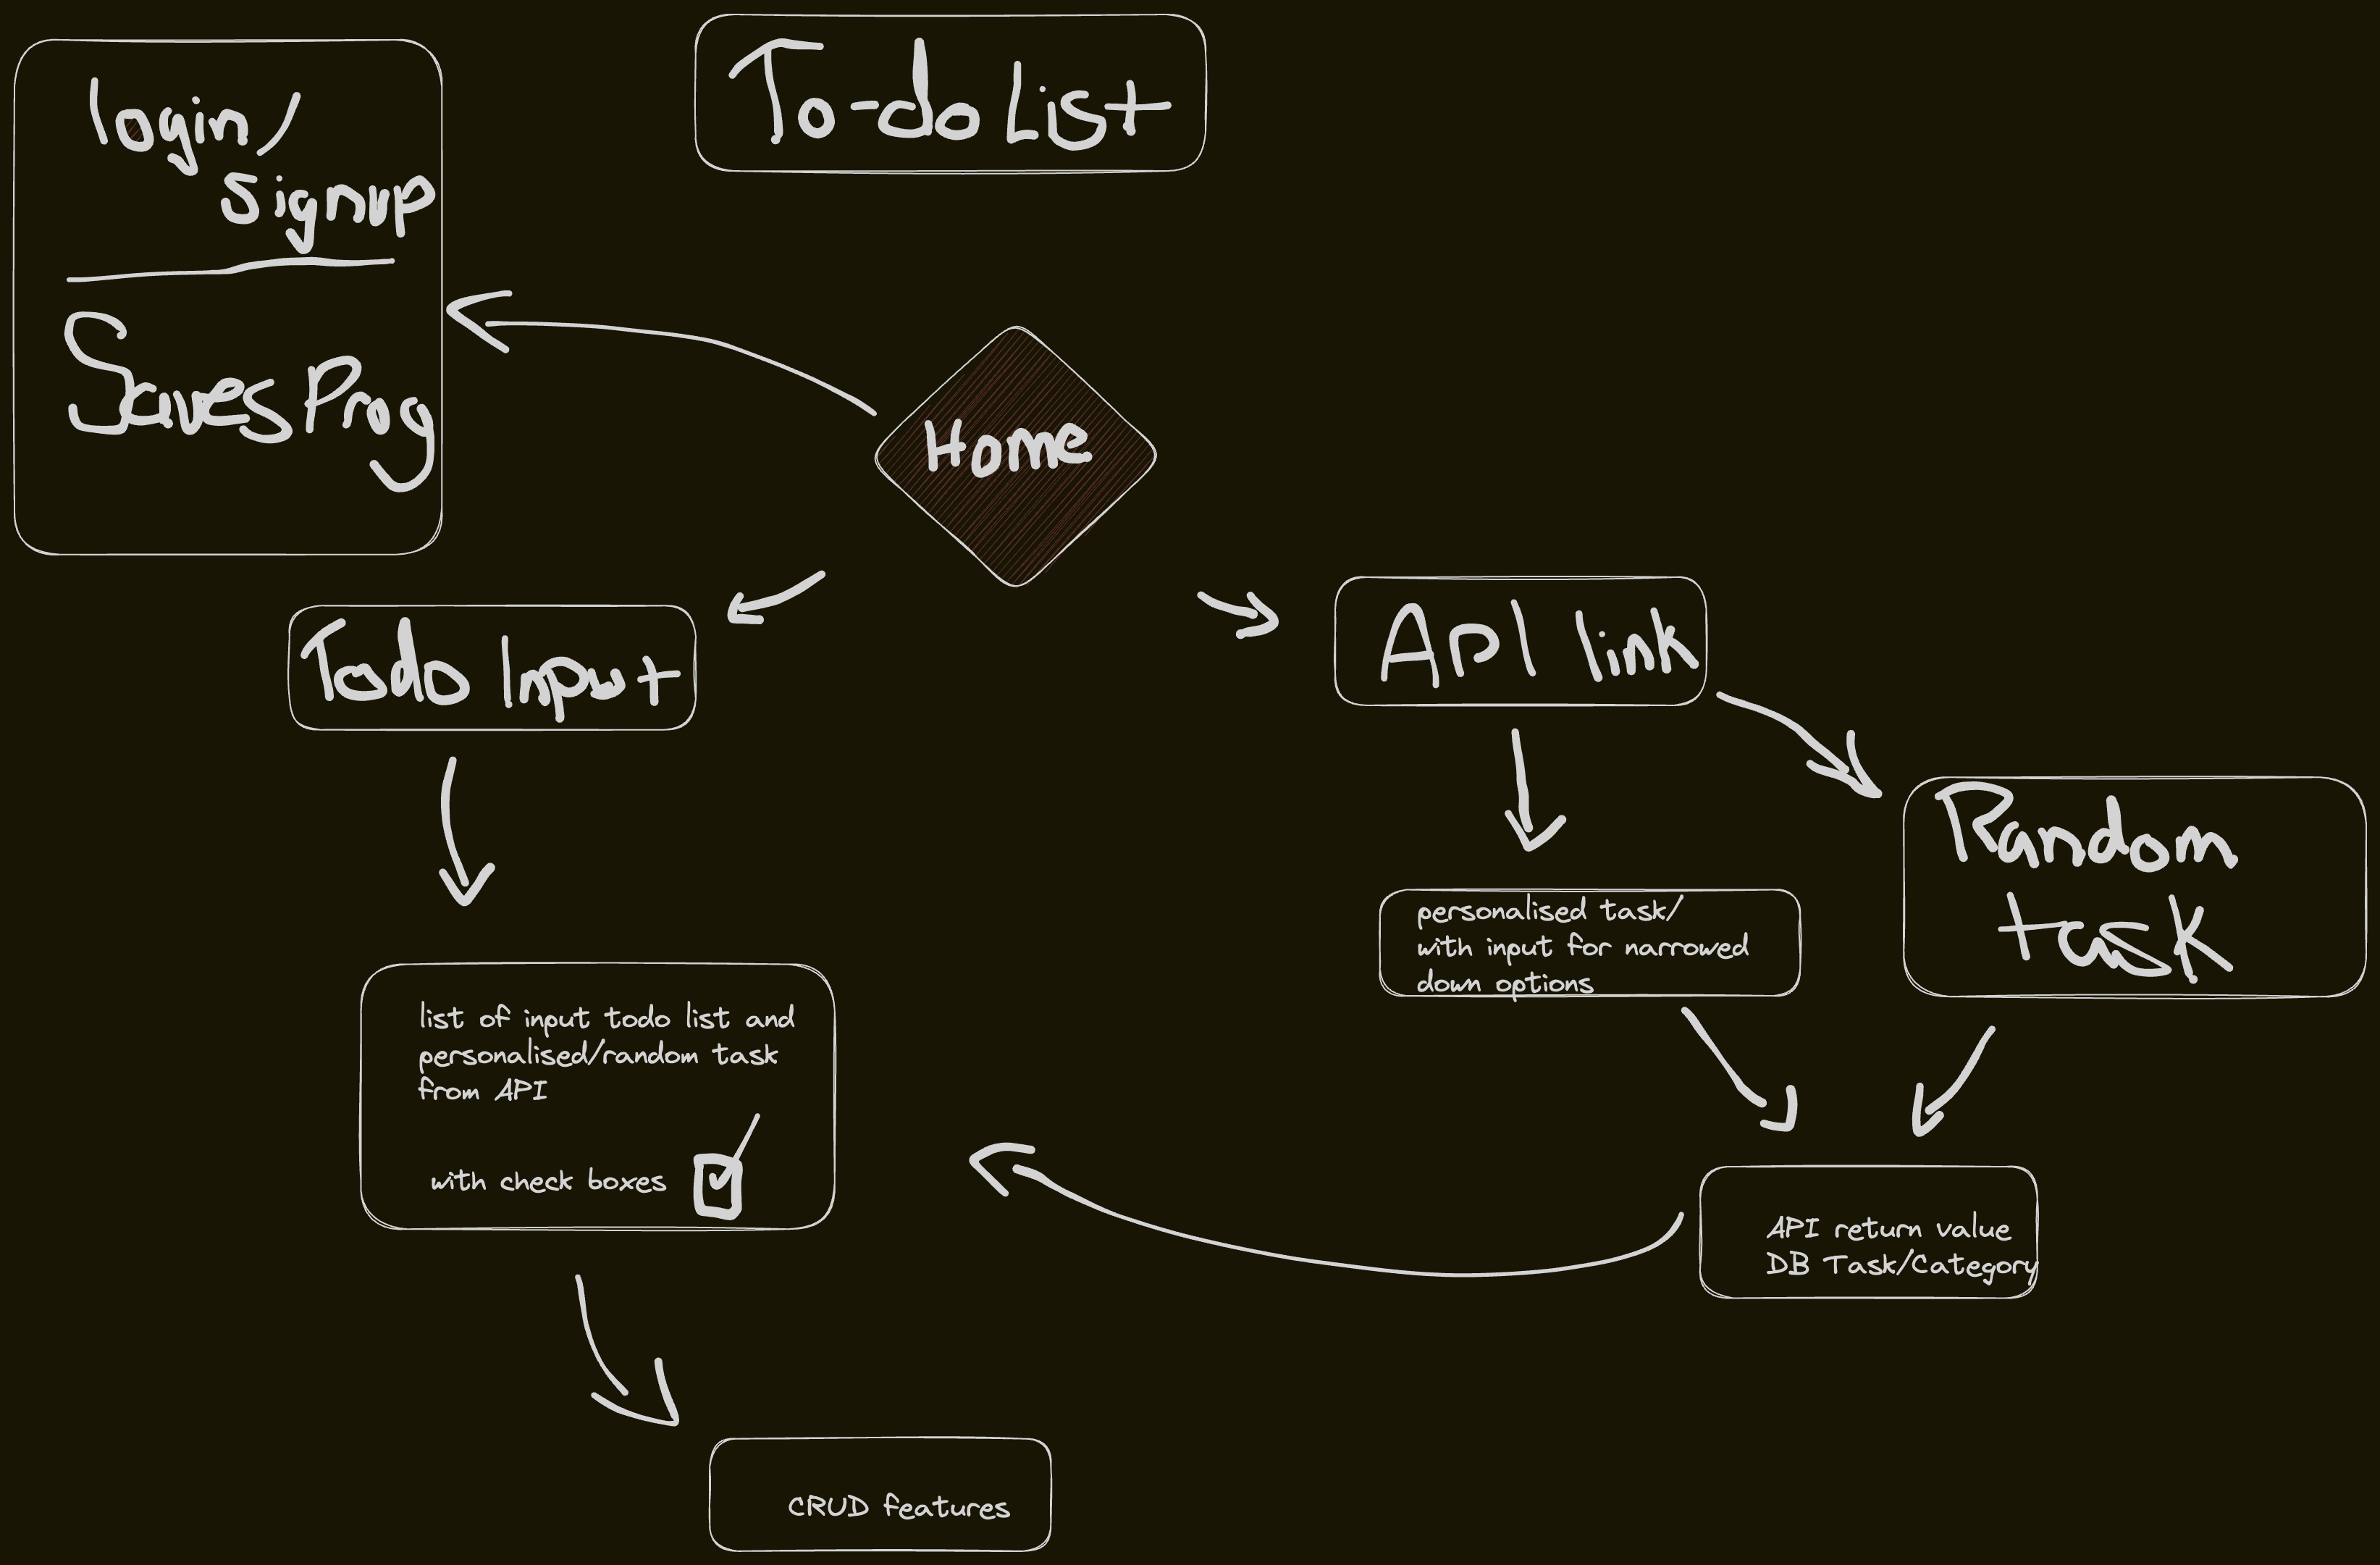 To-do List
login/
signup
Saves Prog
Home
Todo Input
API link
Random
task
personalised task/
with input for narrowed
down options
list of input todo list and
personalised/random task
from API
with check boxes
API return value
DB Task/Category
CRUD features